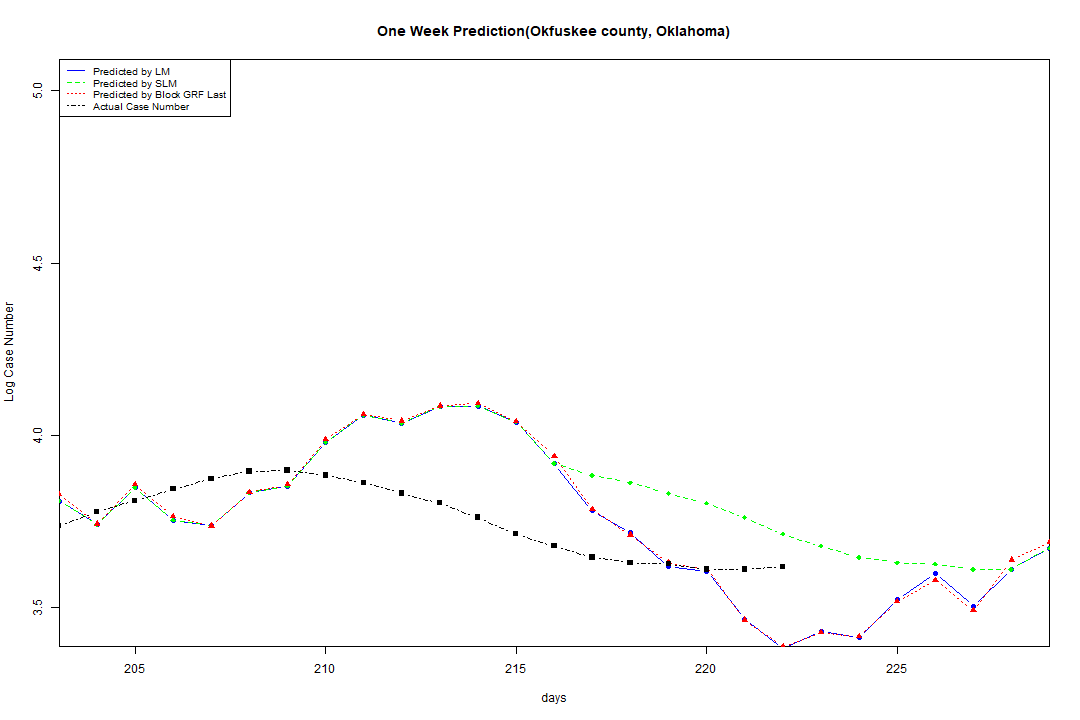 One Week Prediction(Okfuskee county, Oklahoma)
Predicted by LM
Predicted by SLM
Predicted by Block GRF Last
Actual Case Number
5.0
4.5
4.0
3.5
Log Case Number
205 210 215 220 225
days